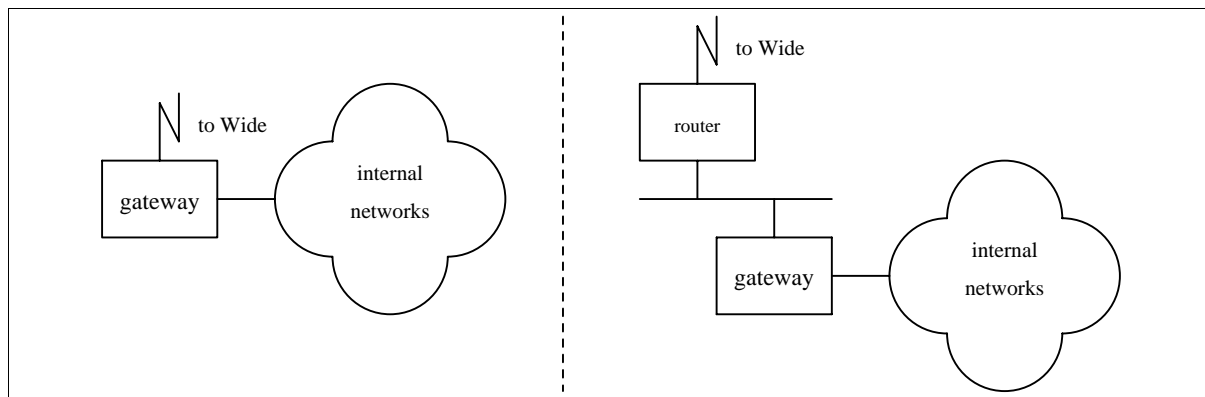 to Wide
gateway
internal
networks
to Wide
router
gateway
internal
networks